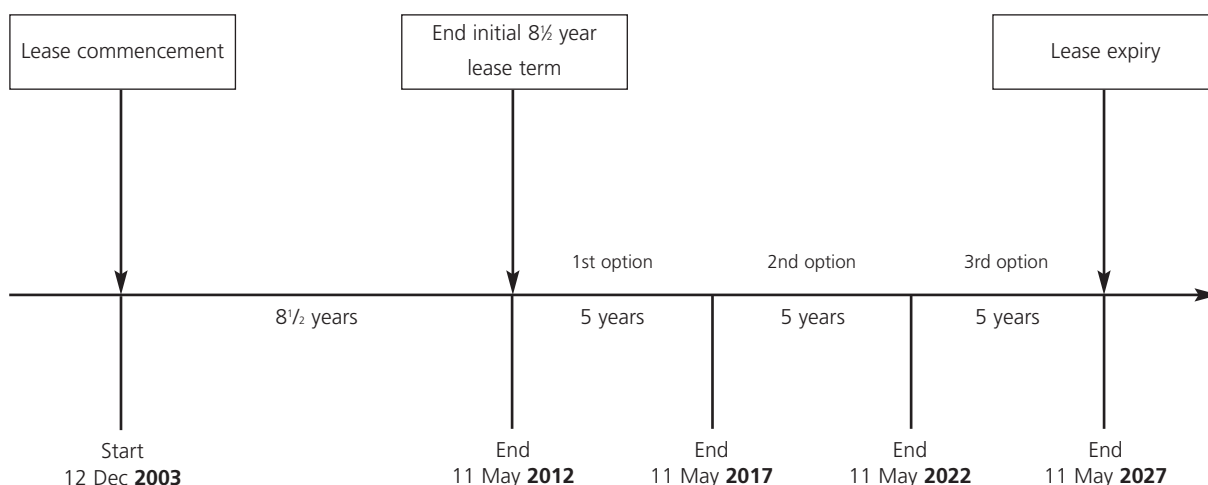 Lease commencement
End initial 8½ year
lease term
Lease expiry
1st option
2nd option
3rd option
8½ years
5 years
5 years
5 years
Start
12 Dec 2003
End
11 May 2012
End
11 May 2017
End
11 May 2022
End
11 May 2027